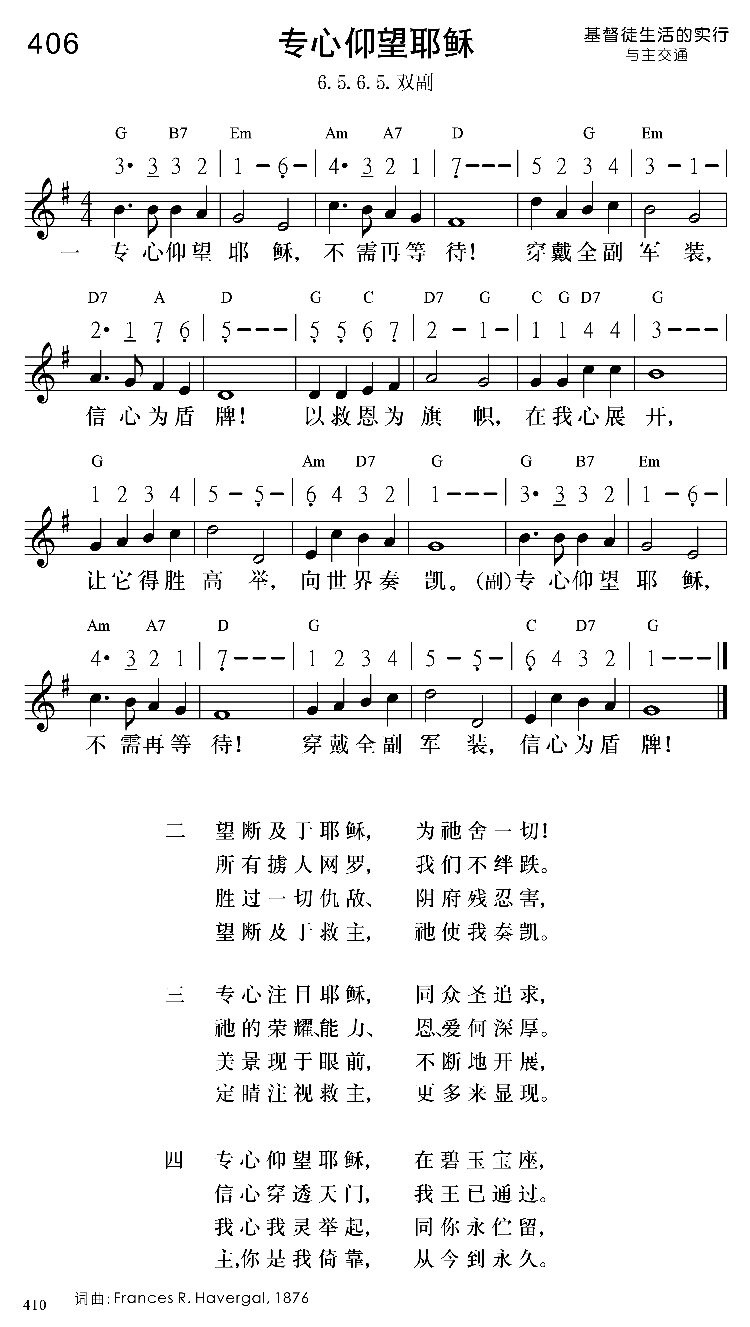 406
专心仰望耶稣
基督徒生活的实行
与主交通
6. 5. 6. 5. 双副
G B7 Em Am A7 D G Em
3· 3 3 2 | 1 – 6 – | 4· 3 2 1 | 7 – – – | 5 2 3 4 | 3 – 1 – |
4 4
一 专心仰望 耶 稣, 不 需再等 待! 穿戴全副 军 装,
D7 A D G C D7 G C G D7 G
2· 1 7 6 | 5 – – – | 5 5 6 7 | 2 – 1 – | 1 1 4 4 | 3 – – – |
信 心为盾 牌! 以救恩为 旗 帜, 在我心展 开,
G Am D7 G G B7 Em
1 2 3 4 | 5 – 5 – | 6 4 3 2 | 1 – – – | 3· 3 3 2 | 1 – 6 – |
让它得胜 高 举, 向世界奏 凯。(副)专 心仰望 耶 稣,
Am A7 D G C D7 G
4· 3 2 1 | 7 – – – | 1 2 3 4 | 5 – 5 – | 6 4 3 2 | 1 – – – ‖
不 需再等 待! 穿戴全副 军 装, 信心为盾 牌!
二 望断及于耶稣, 为祂舍一切!
所有掳人网罗, 我们不绊跌。
胜过一切仇敌、 阴府残忍害,
望断及于救主, 祂使我奏凯。
三 专心注目耶稣, 同众圣追求,
祂的荣耀、能力、 恩、爱何深厚。
美景现于眼前, 不断地开展,
定睛注视救主, 更多来显现。
四 专心仰望耶稣, 在碧玉宝座,
信心穿透天门, 我王已通过。
我心我灵举起, 同你永伫留,
主,你是我倚靠, 从今到永久。
410 词曲: Frances R. Havergal, 1876